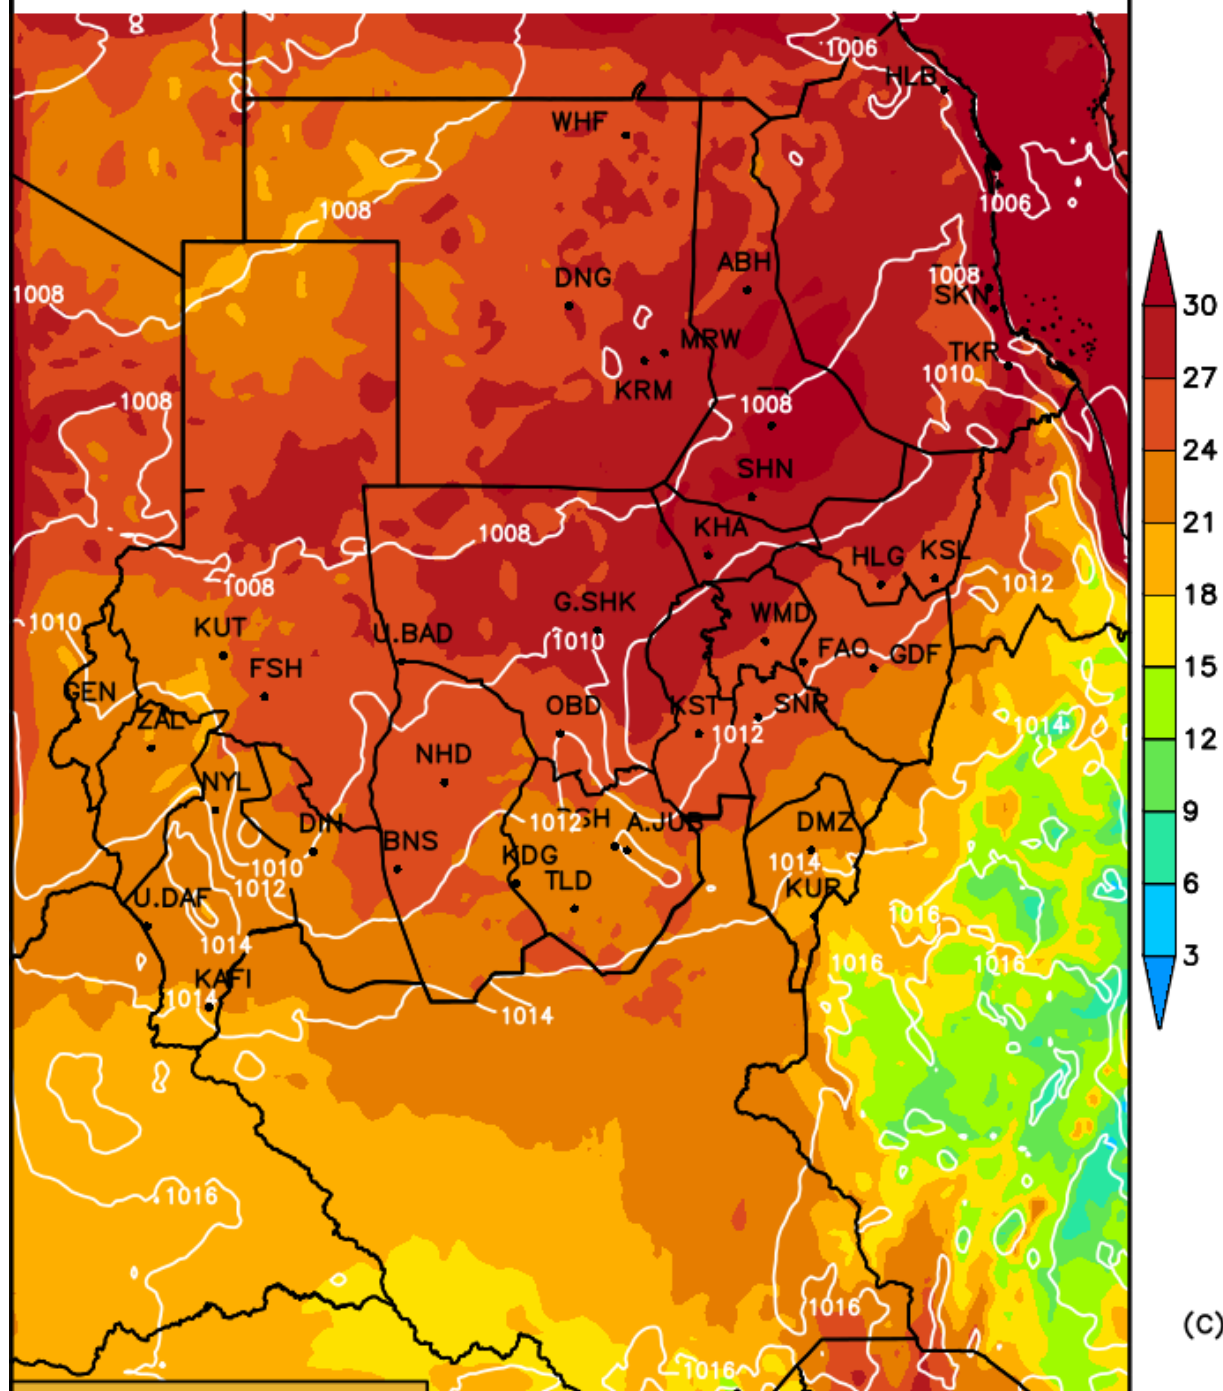 8
1006
HLB
WHF
1008
1006
ABH
DNG
1008
SKN
1008
30
MRW
TKR
KRM
1010
27
1008
1008
24
SHN
KHA
1008
21
HLG
KSL
1008
1012
18
G.SHK
WMD
1010
KUT
U.BAD
1010
FAO
GDF
15
FSH
GEN
OBD
KST
SNR
ZAL
1012
1014
12
NHD
NYL
9
DIN
1012
SH
A.JUB
DMZ
BNS
KDG
1010
1014
1012
TLD
KUR
6
U.DAF
1016
1014
1016
1016
3
KAFI
1014
1014
1016
1016
(C)
1016